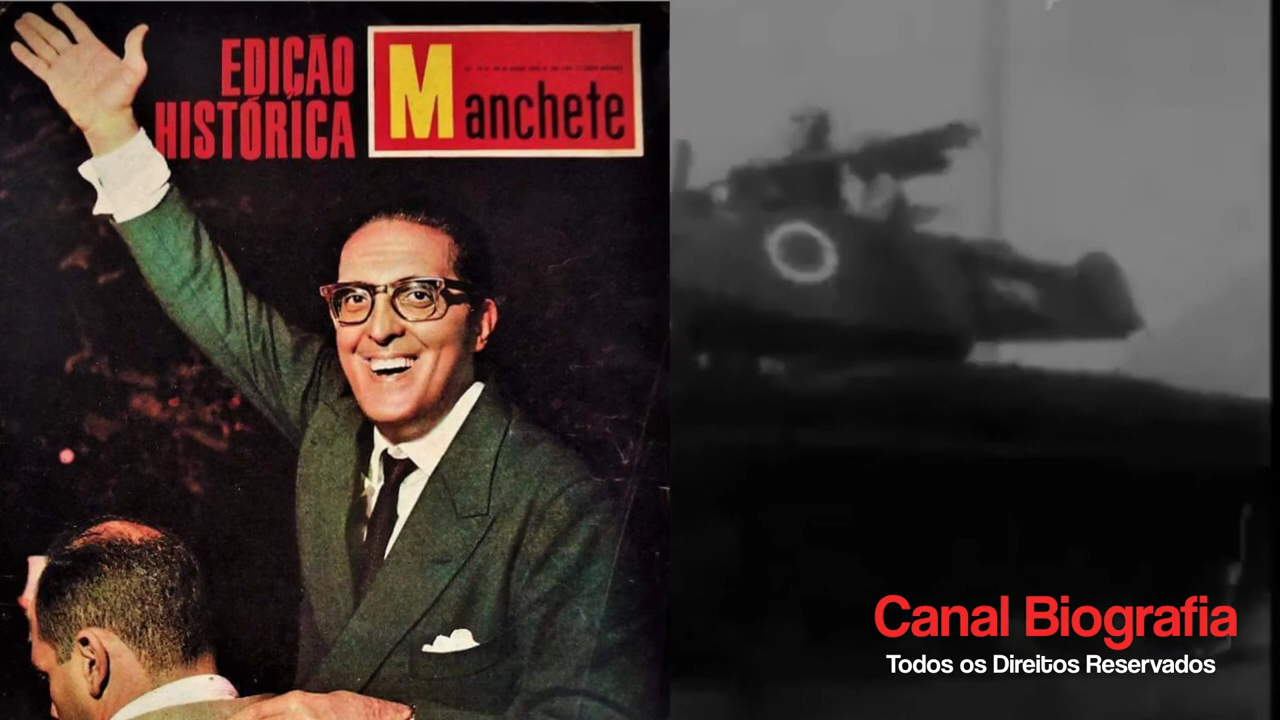 EDIÇÃO
HISTÓRICA
Manchete
Canal Biografia
Todos os Direitos Reservados